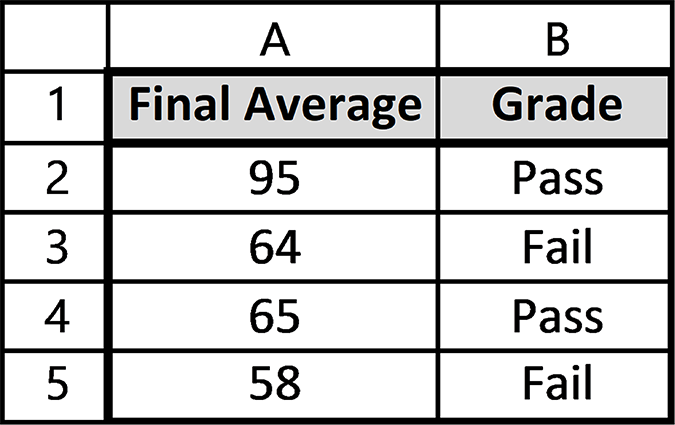 A B
1 Final Average Grade
2 95 Pass
3 64 Fail
4 65 Pass
5 58 Fail